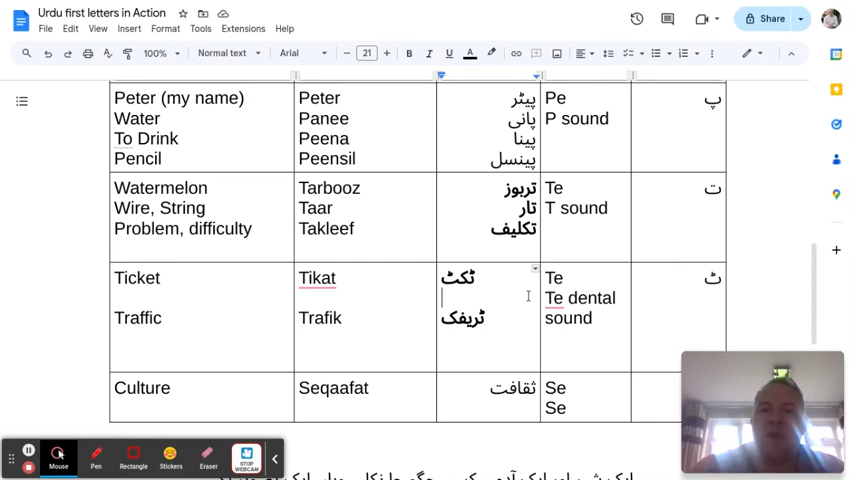 Urdu first letters in Action
File Edit View Insert Format Tools Extensions Help
Share
100% Normal text Arial 21 B I U A
Peter (my name) Peter پیٹر Pe پ
Water Panee پانی P sound
To Drink Peena پینا
Pencil Peensil پینسل
Watermelon Tarbooz تربوز Te ت
Wire, String Taar تار T sound
Problem, difficulty Takleef تکلیف
Ticket Tikat ٹکٹ Te ٹ
Te dental
Traffic Trafik ٹریفک sound
Culture Seqaafat ثقافت Se
Se
Mouse Pen Rectangle Stickers Eraser STOP WEBCAM